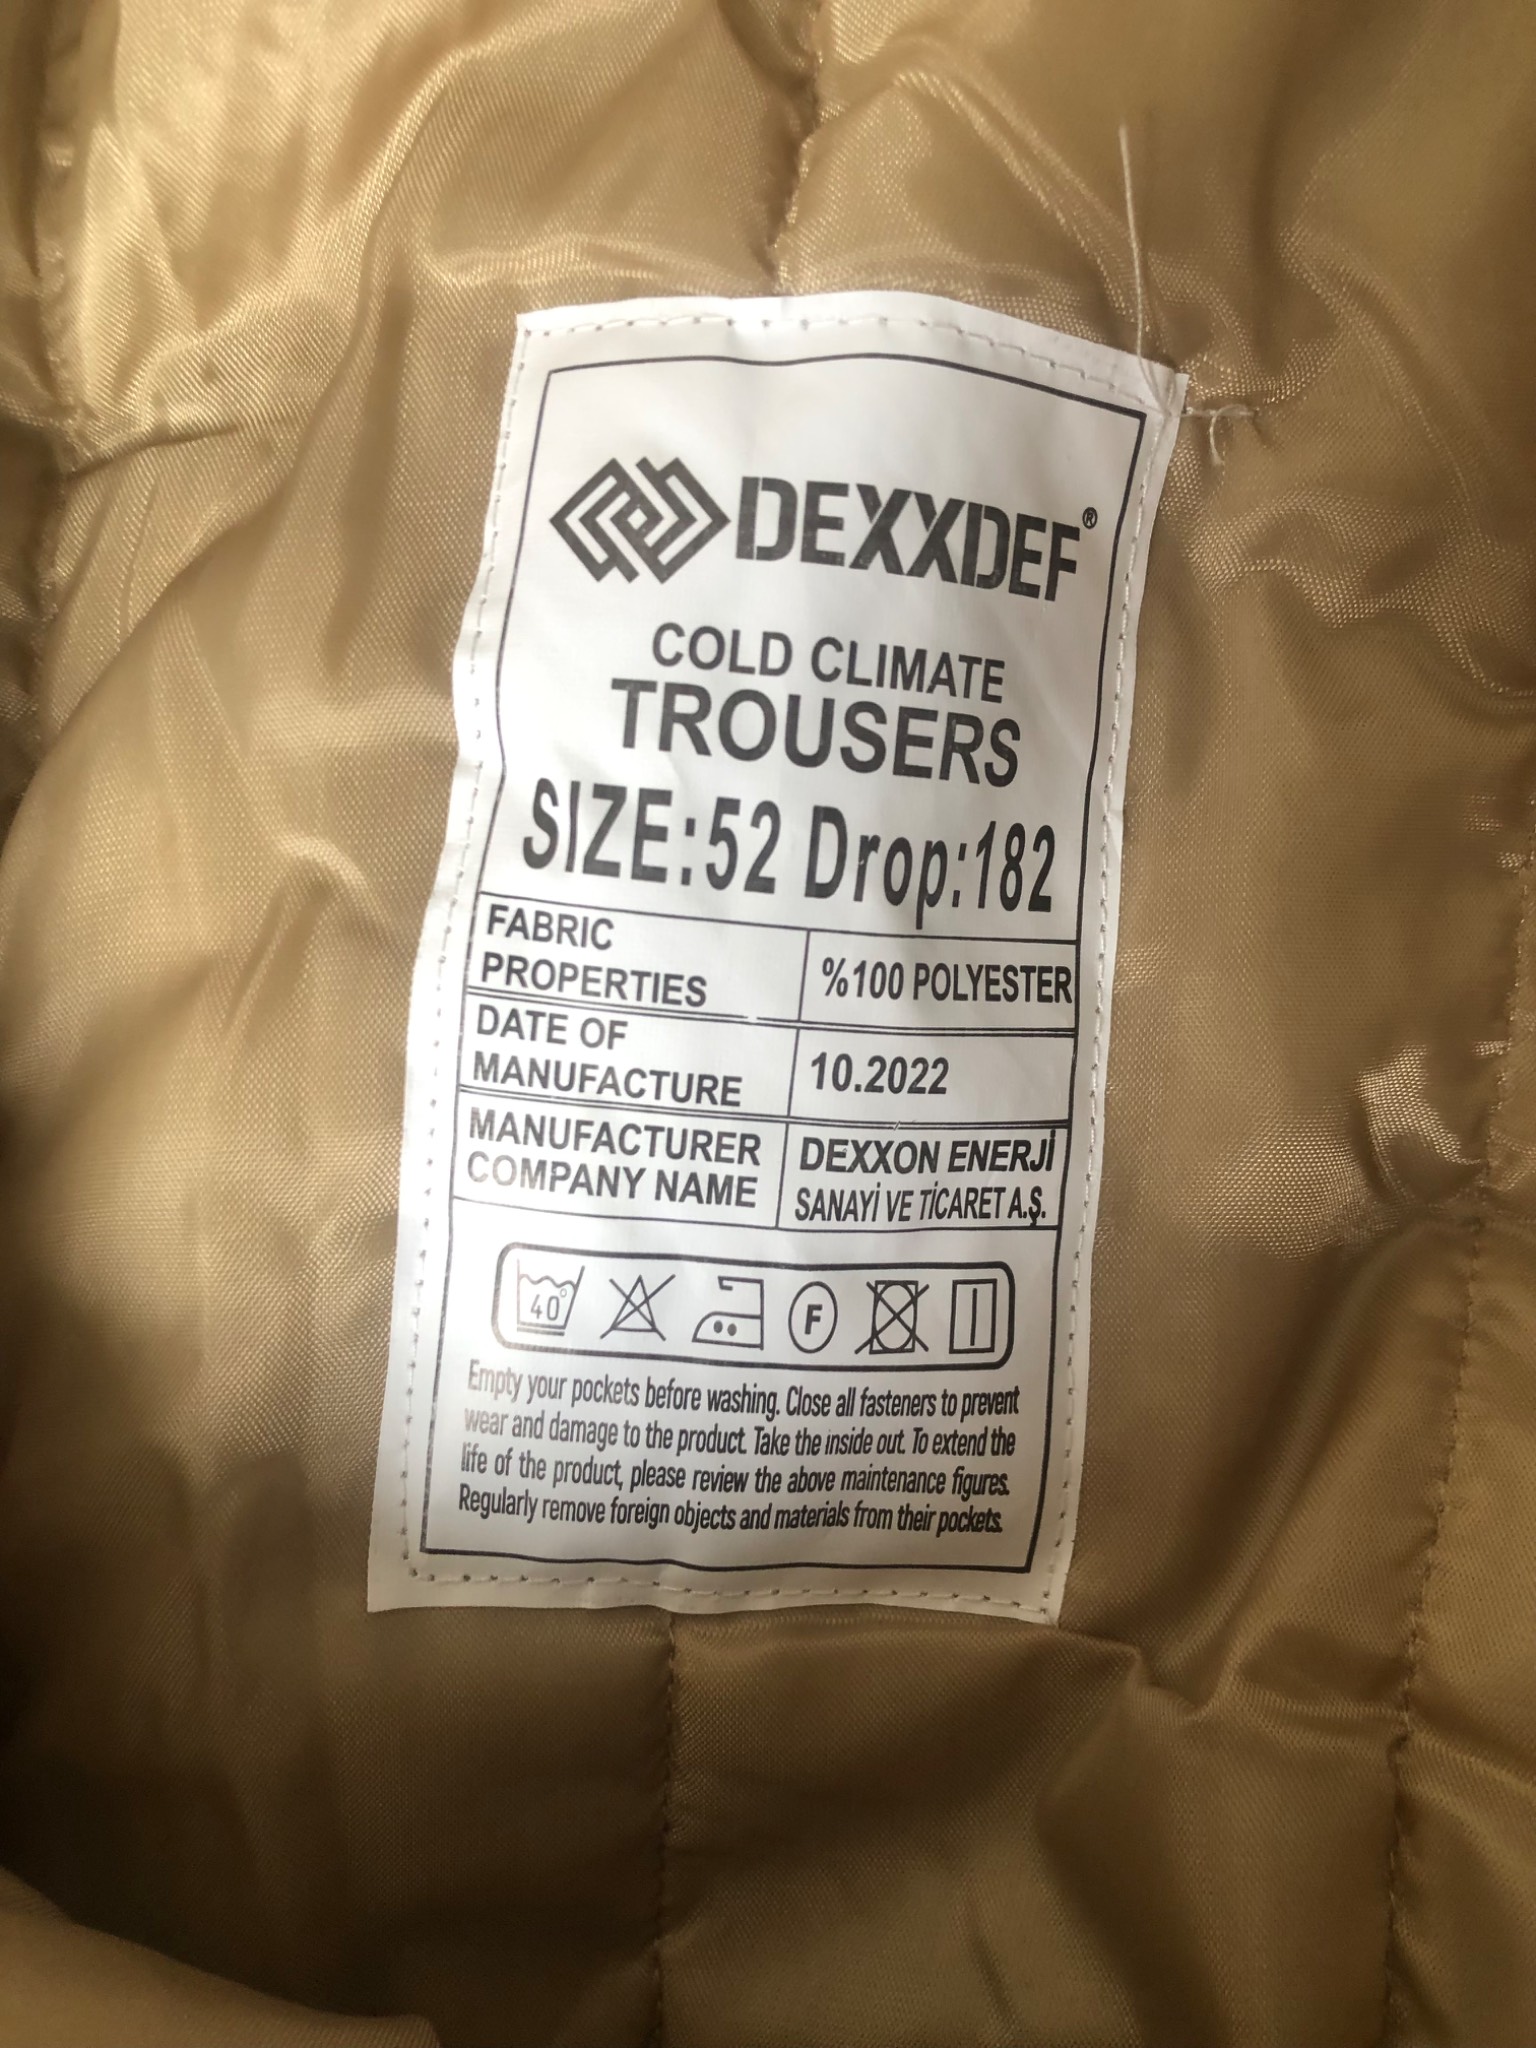 DEXXDEF®
COLD CLIMATE
TROUSERS
SIZE:52 Drop:182
FABRIC
PROPERTIES
%100 POLYESTER
DATE OF
MANUFACTURE
10.2022
MANUFACTURER
COMPANY NAME
DEXXON ENERJİ
SANAYİ VE TİCARET A.Ş.
40°
F
Empty your pockets before washing. Close all fasteners to prevent
wear and damage to the product. Take the inside out. To extend the
life of the product, please review the above maintenance figures.
Regularly remove foreign objects and materials from their pockets.